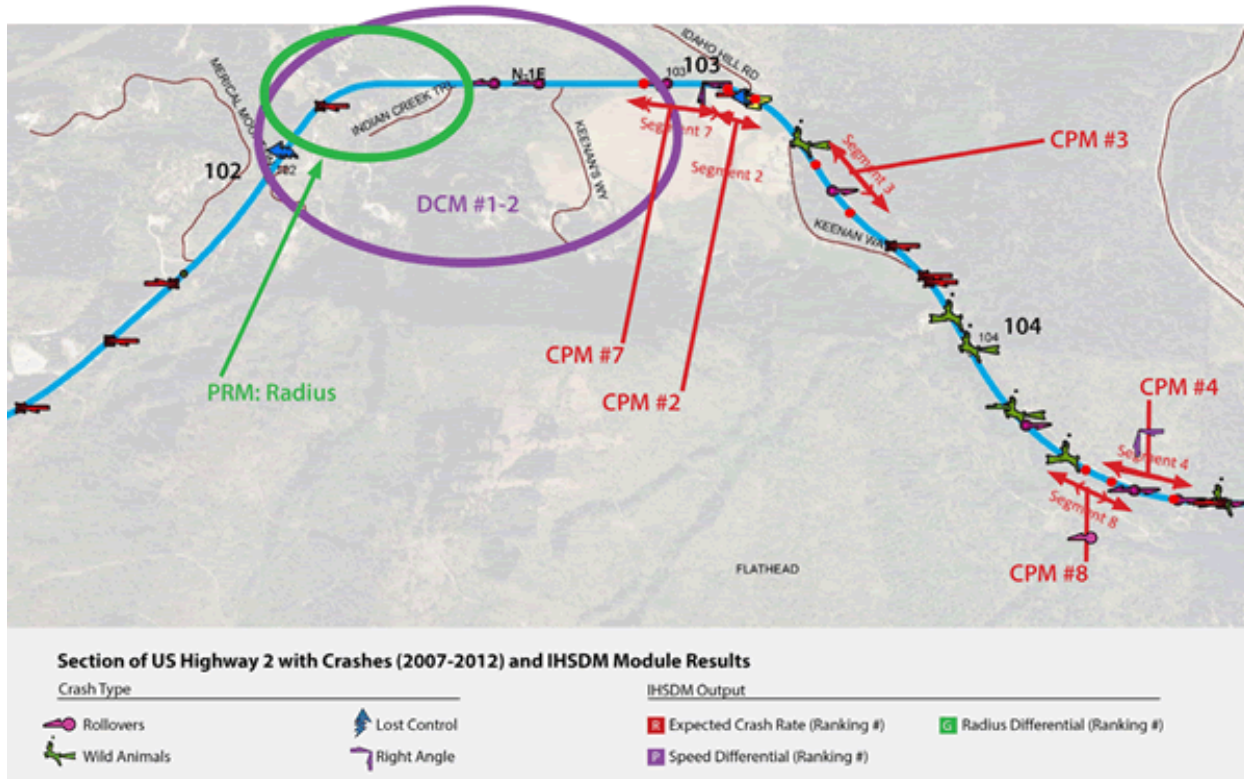 IDAHO HILL RD
N-1E
103
103
MERICAL MOO
INDIAN CREEK TRL
KEENAN'S WY
Segment 7
Segment 2
Segment 3
CPM #3
102
DCM #1-2
KEENAN WA
104
104
CPM #7
CPM #2
PRM: Radius
CPM #4
Segment 4
Segment 8
CPM #8
FLATHEAD
Section of US Highway 2 with Crashes (2007-2012) and IHSDM Module Results
Crash Type
IHSDM Output
Rollovers
Lost Control
R Expected Crash Rate (Ranking #)
G Radius Differential (Ranking #)
Wild Animals
Right Angle
P Speed Differential (Ranking #)